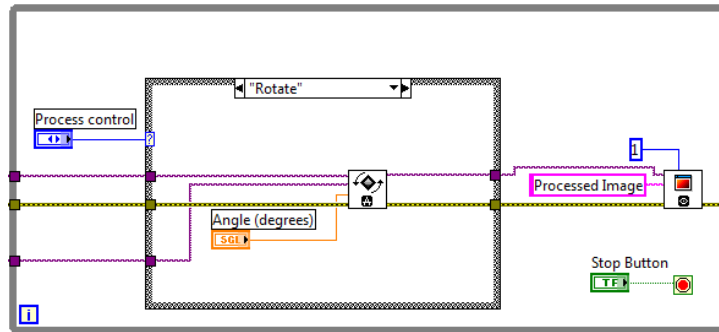 "Rotate"
Process control
?
1
Processed Image
Angle (degrees)
SGL
A
Stop Button
TF
i